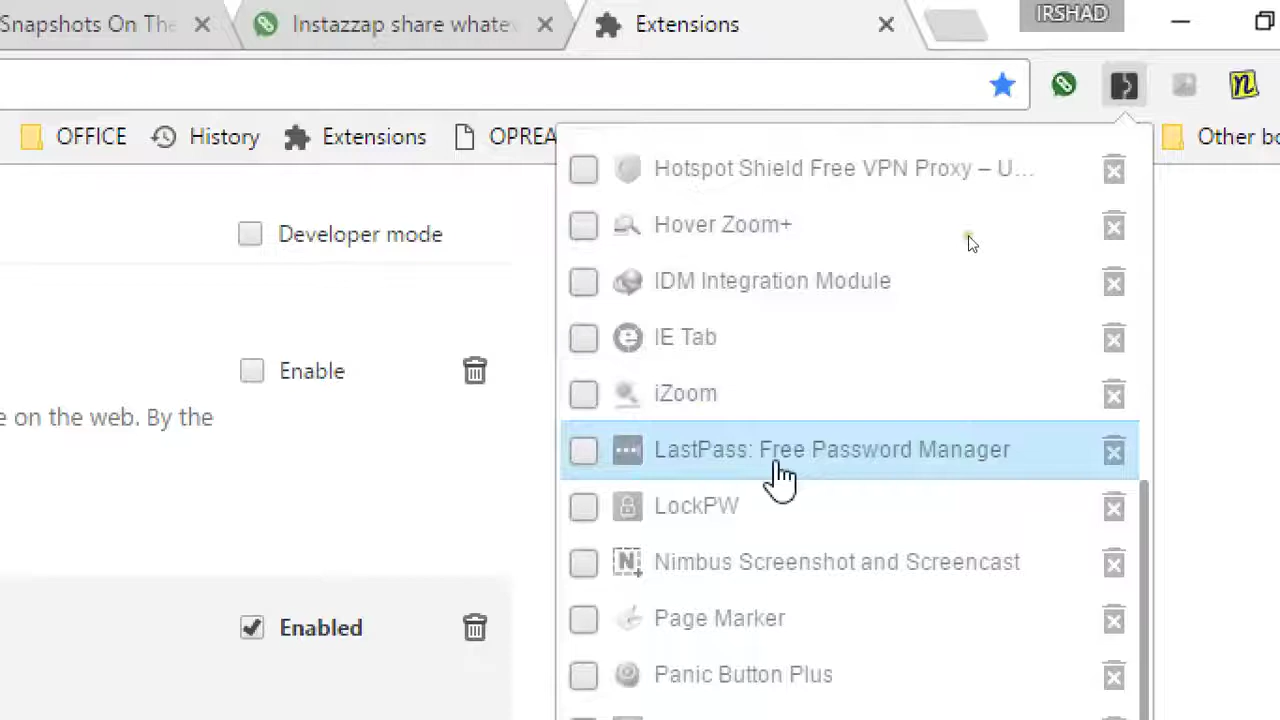 Snapshots On The
Instazzap share whatev
Extensions
IRSHAD
OFFICE
History
Extensions
OPREA
Other bo
Hotspot Shield Free VPN Proxy – U...
Developer mode
Hover Zoom+
IDM Integration Module
IE Tab
Enable
iZoom
e on the web. By the
LastPass: Free Password Manager
LockPW
Nimbus Screenshot and Screencast
Page Marker
Enabled
Panic Button Plus